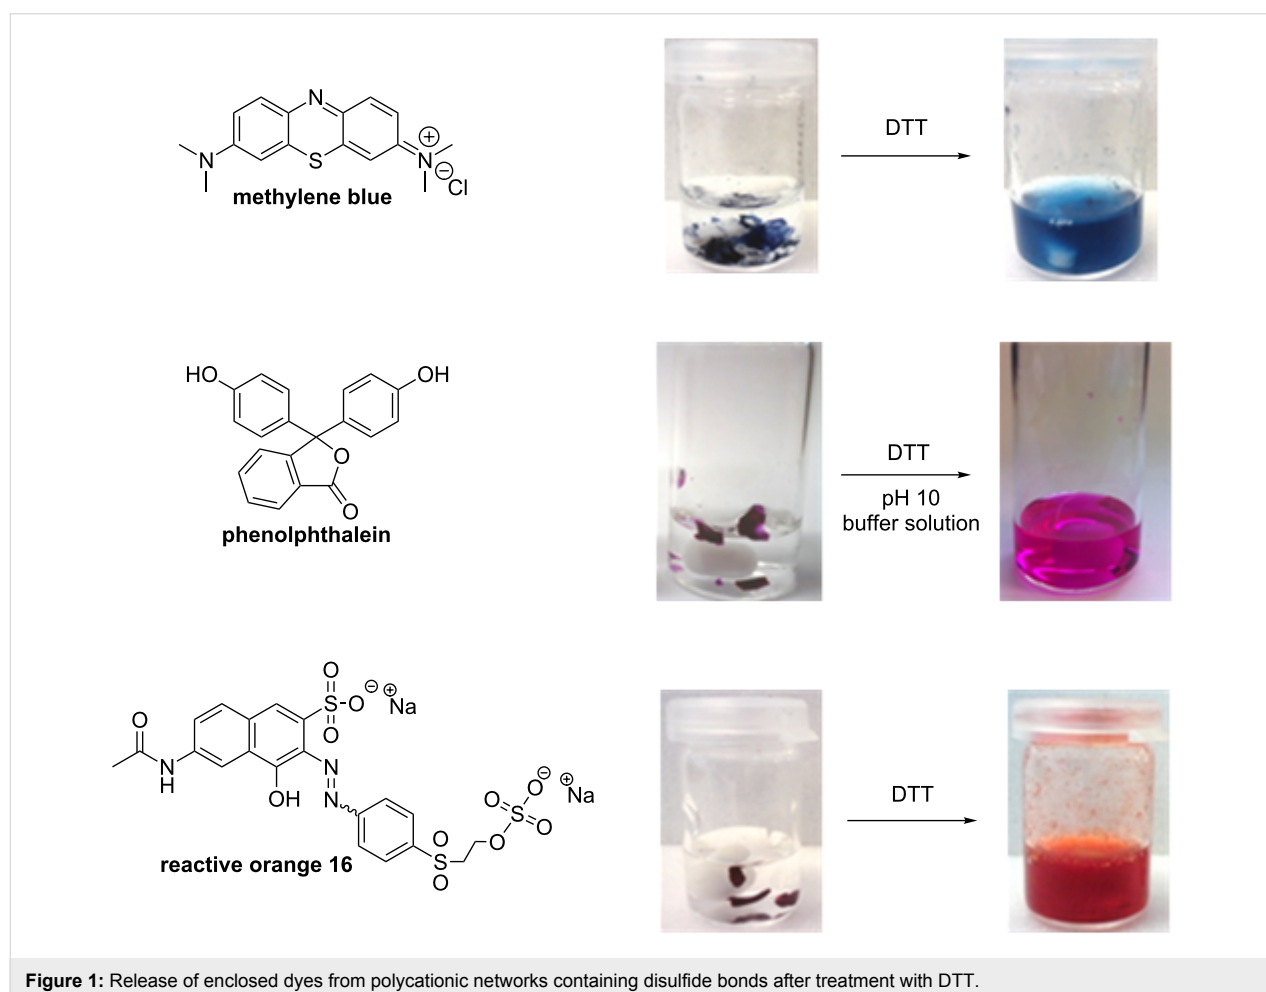 N
N
S
N
⊕
⊖
Cl
methylene blue
DTT
HO
OH
O
O
phenolphthalein
DTT
pH 10
buffer solution
O
S
O
O
⊖
⊕
Na
O
N
H
OH
N
N
O
S
O
O
S
O
O
O
⊖
⊕
Na
reactive orange 16
DTT
Figure 1: Release of enclosed dyes from polycationic networks containing disulfide bonds after treatment with DTT.